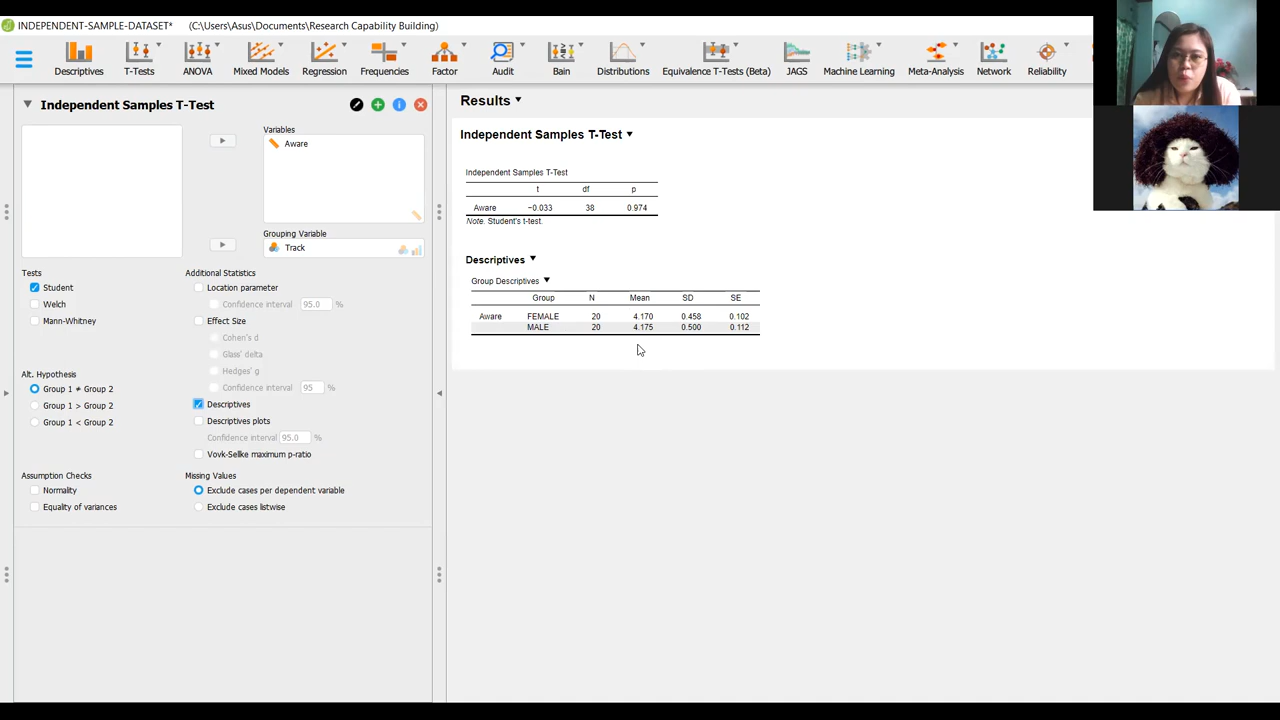 INDEPENDENT-SAMPLE-DATASET* (C:\Users\Asus\Documents\Research Capability Building)
Descriptives T-Tests ANOVA Mixed Models Regression Frequencies Factor Audit Bain Distributions Equivalence T-Tests (Beta) JAGS Machine Learning Meta-Analysis Network Reliability
Independent Samples T-Test
Variables
Aware
Grouping Variable
Track
Tests
Student
Welch
Mann-Whitney
Alt. Hypothesis
Group 1 ≠ Group 2
Group 1 > Group 2
Group 1 < Group 2
Assumption Checks
Normality
Equality of variances
Additional Statistics
Location parameter
Confidence interval 95.0 %
Effect Size
Cohen's d
Glass' delta
Hedges' g
Confidence interval 95 %
Descriptives
Descriptives plots
Confidence interval 95.0 %
Vovk-Sellke maximum p-ratio
Missing Values
Exclude cases per dependent variable
Exclude cases listwise
Results
Independent Samples T-Test
Independent Samples T-Test
t df p
Aware −0.033 38 0.974
Note. Student's t-test.
Descriptives
Group Descriptives
Group N Mean SD SE
Aware FEMALE 20 4.170 0.458 0.102
MALE 20 4.175 0.500 0.112